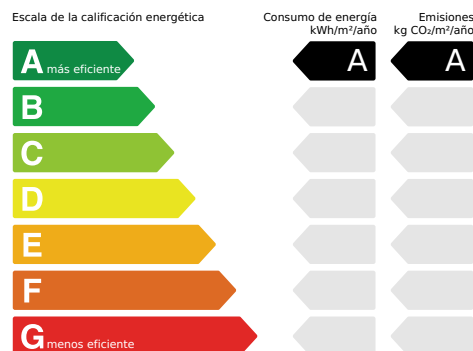 Escala de la calificación energética
Consumo de energía
kWh/m²/año
Emisiones
kg CO₂/m²/año
A más eficiente
A
A
B
C
D
E
F
G menos eficiente